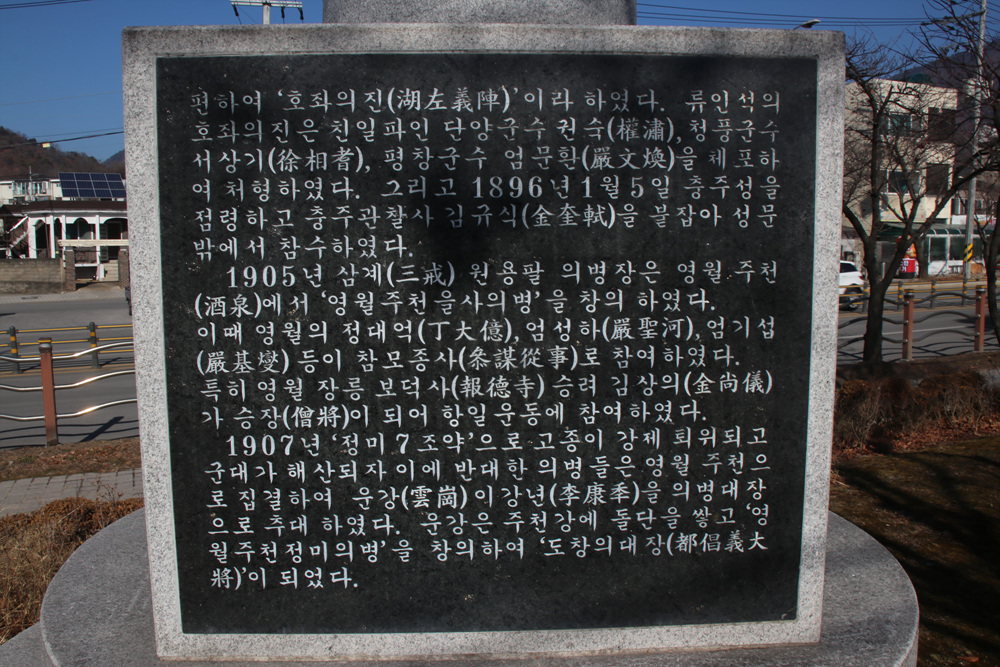 편하여 '호좌의진(湖左義陣)'이라 하였다. 류인석의
호좌의진은 친일파인 단양군수 권숙(權潚), 청풍군수
서상기(徐相耆), 평창군수 엄문확(嚴文煥)을 체포하
여 처형하였다. 그리고 1896년 1월 5일 충주성을
점령하고 충주관찰사 김규식(金奎軾)을 붙잡아 성문
밖에서 참수하였다.
1905년 삼계(三戒) 원용팔 의병장은 영월 주천
(酒泉)에서 '영월 주천 을사의병'을 창의 하였다.
이때 영월의 정대억(丁大億), 엄성하(嚴聖河), 엄기섭
(嚴基燮) 등이 참모종사(叅謀從事)로 참여하였다.
특히 영월 장릉 보덕사(報德寺) 승려 김상의(金尙儀)
가 승장(僧將)이 되어 항일 운동에 참여하였다.
1907년 '정미 7조약'으로 고종이 강제 퇴위되고
군대가 해산되자 이에 반대한 의병들은 영월 주천으
로 집결하여 운강(雲崗) 이강년(李康秊)을 의병대장
으로 추대 하였다. 운강은 주천강에 돌단을 쌓고 '영
월주천정미의병'을 창의하여 '도창의대장(都倡義大
將)'이 되었다.